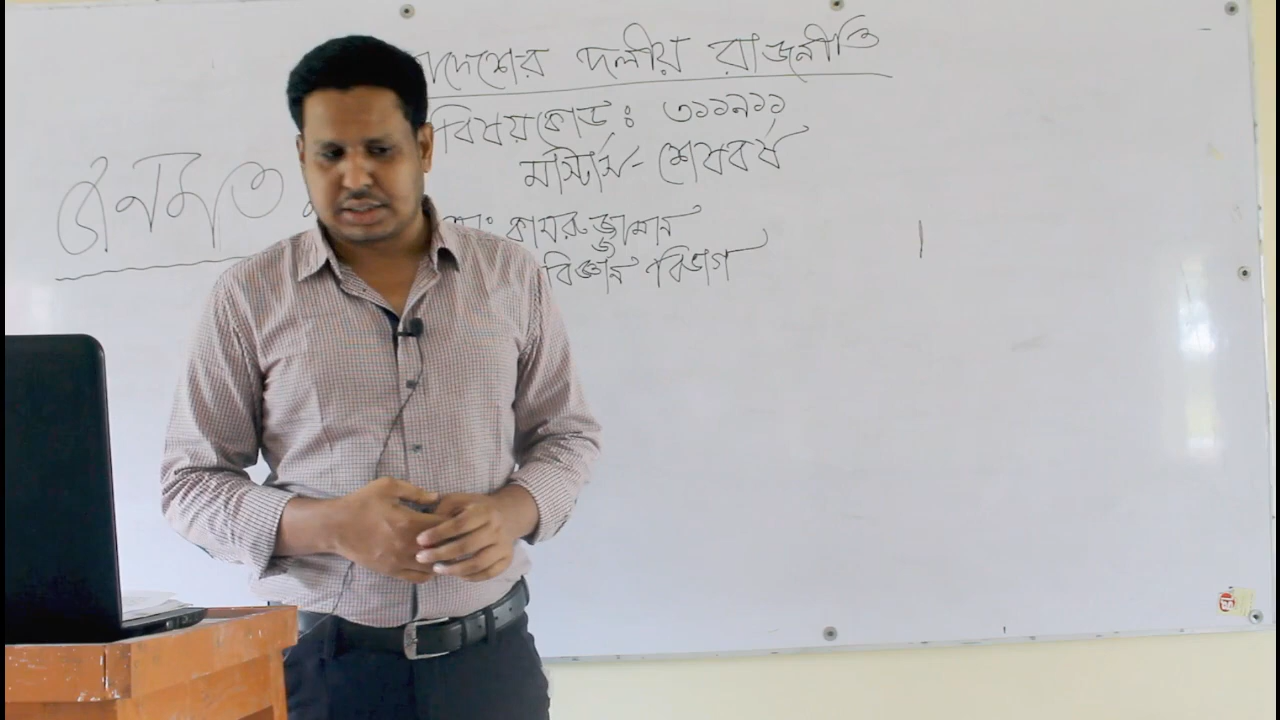 দেশের দলীয় রাজনীতি
বিষয়কোড: ৩১১৯১১
মাস্টার্স - শেষবর্ষ
জনমত
কামরুজ্জামান
বিজ্ঞান বিভাগ